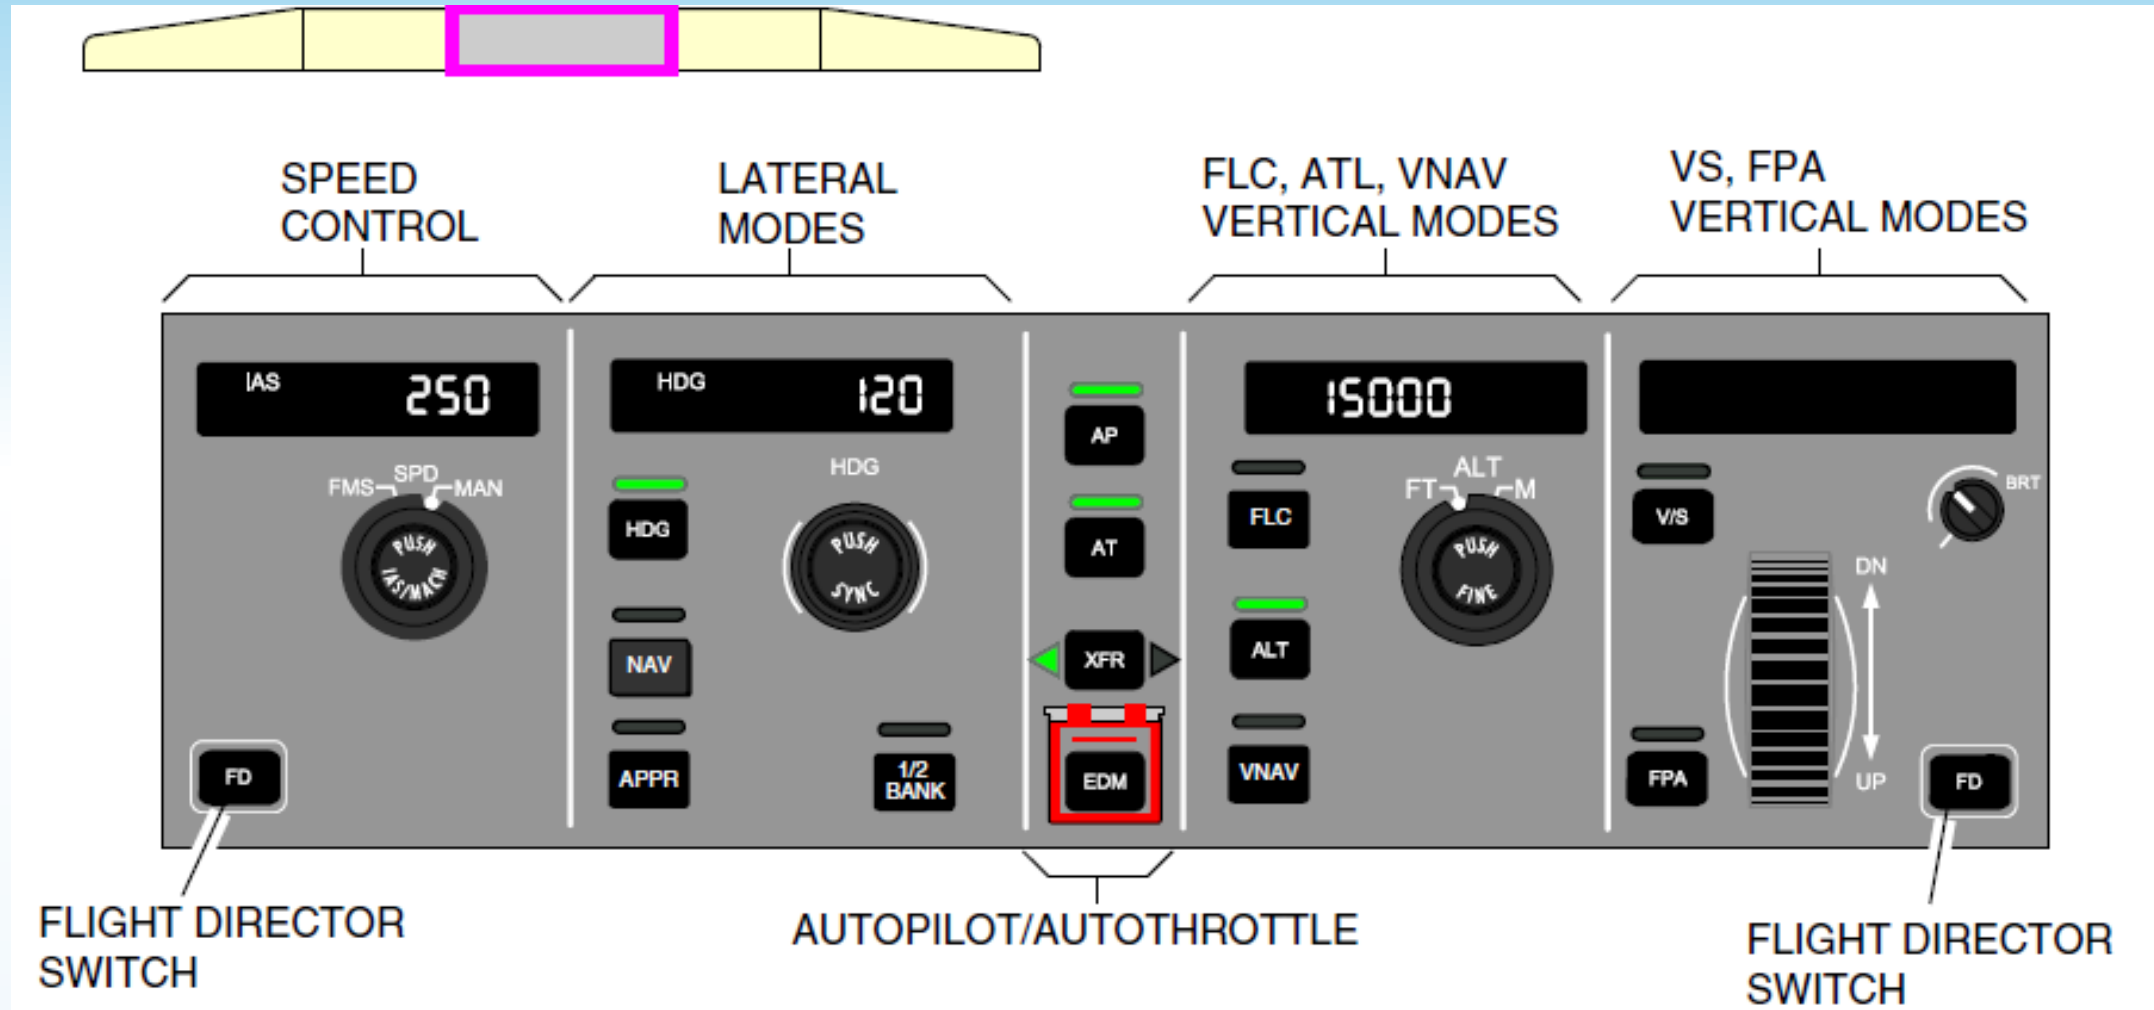 SPEED
CONTROL
LATERAL
MODES
FLC, ATL, VNAV
VERTICAL MODES
VS, FPA
VERTICAL MODES
IAS 250
HDG 120
15000
FMS SPD MAN
PUSH
IAS/MACH
FD
HDG
HDG
PUSH
SYNC
NAV
APPR
1/2
BANK
AP
AT
XFR
EDM
FLC
ALT
VNAV
ALT
FT M
PUSH
FINE
V/S
BRT
DN
UP
FPA
FD
FLIGHT DIRECTOR
SWITCH
AUTOPILOT/AUTOTHROTTLE
FLIGHT DIRECTOR
SWITCH